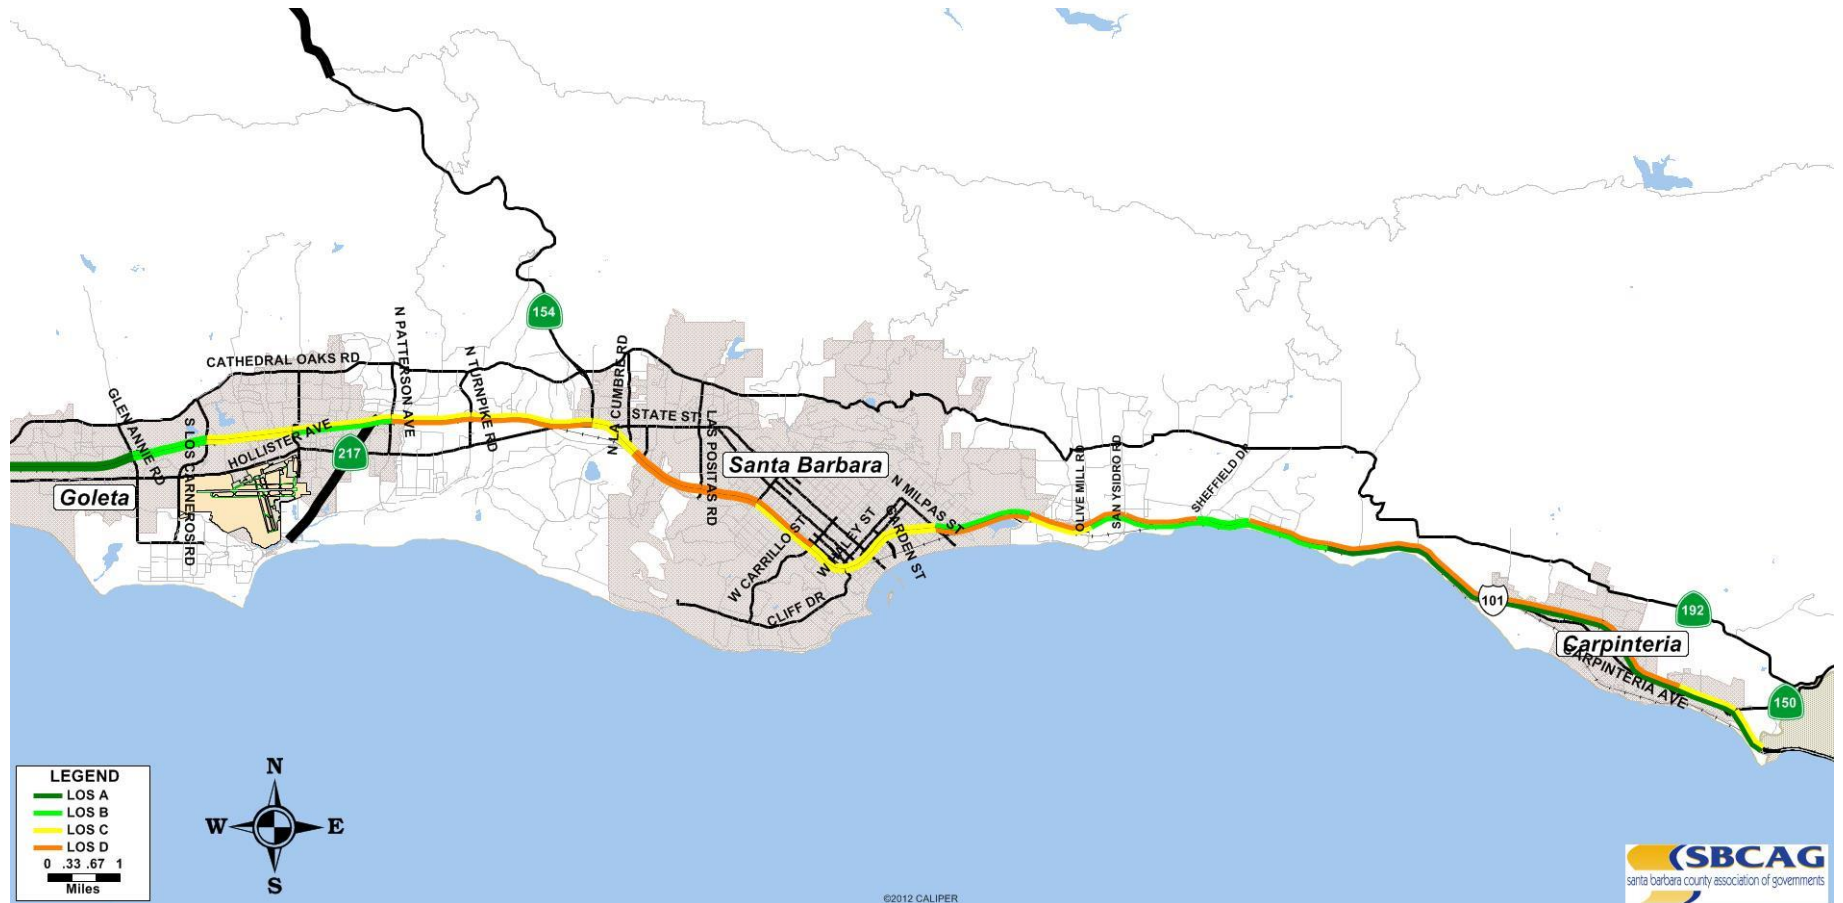 154
N PATTERSON AVE
N TURNPIKE RD
N LA CUMBRE RD
CATHEDRAL OAKS RD
GLEN ANNIE RD
S LOS CARNEROS RD
HOLLISTER AVE
217
STATE ST
LAS POSITAS RD
Santa Barbara
Goleta
N MILPAS ST
GARDEN ST
W HALEY ST
W CARRILLO ST
CLIFF DR
OLIVE MILL RD
SAN YSIDRO RD
SHEFFIELD DR
101
192
Carpinteria
CARPINTERIA AVE
150
LEGEND
LOS A
LOS B
LOS C
LOS D
0 .33 .67 1
Miles
N
W E
S
©2012 CALIPER
SBCAG
santa barbara county association of governments